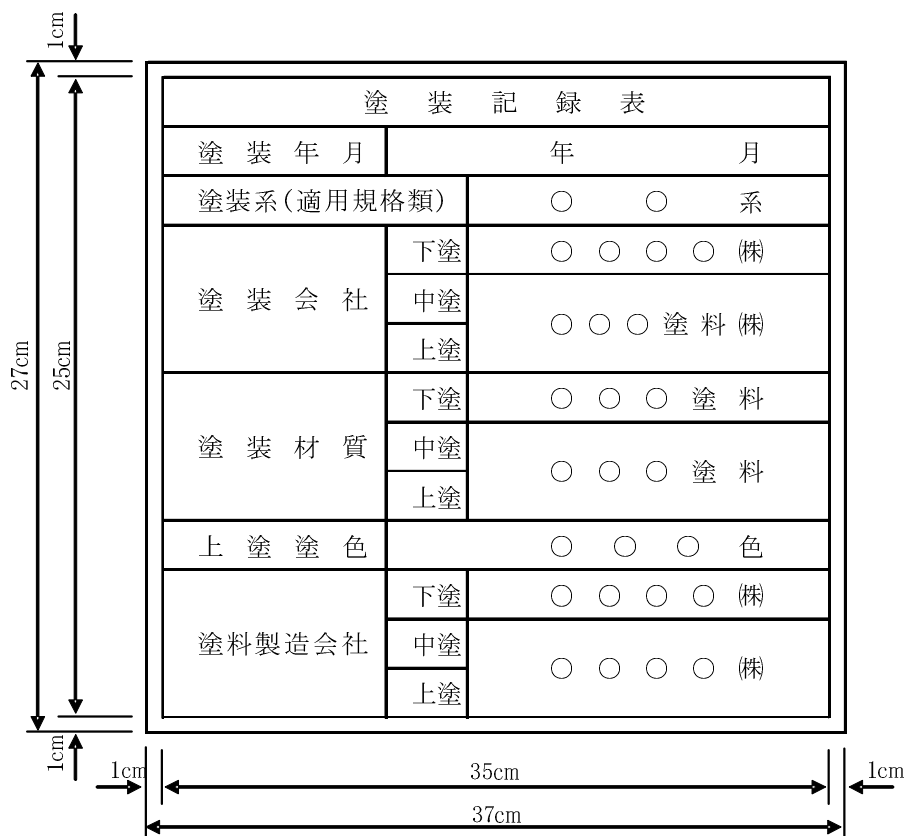 1cm
27cm
25cm
塗装記録表
塗装年月 年 月
塗装系(適用規格類) ○○系
塗装会社
下塗 ○○○○㈱
中塗
上塗
○○○塗料㈱
塗装材質
下塗 ○○○塗料
中塗
上塗
○○○塗料
上塗塗色 ○○○色
塗料製造会社
下塗 ○○○○㈱
中塗
上塗
○○○○㈱
1cm
1cm 35cm 1cm
37cm